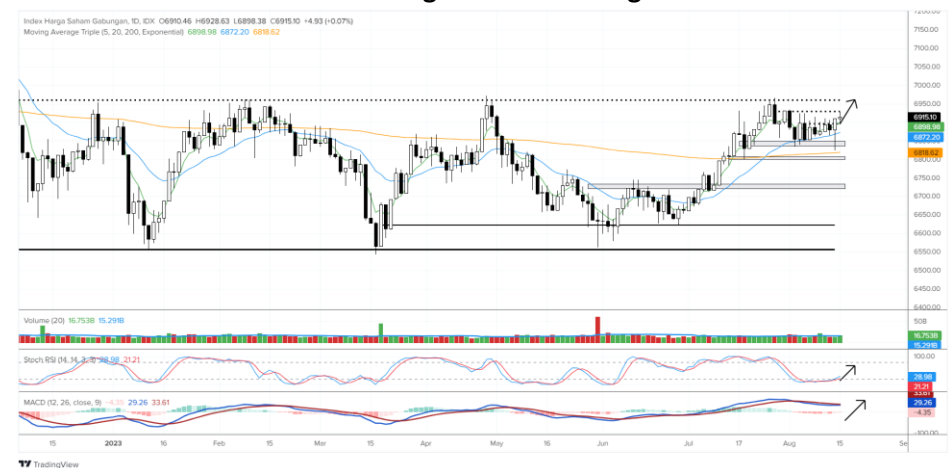 Index Harga Saham Gabungan, 1D, IDX O6910.46 H6928.63 L6898.38 C6915.10 +4.93 (+0.07%)
Moving Average Triple (5, 20, 200, Exponential) 6898.98 6872.20 6818.62
7150.00
7100.00
7050.00
7000.00
6950.00
6915.10
6898.98
6872.20
6818.62
6800.00
6750.00
6700.00
6650.00
6600.00
6550.00
6500.00
6450.00
6400.00
Volume (20) 16.753B 15.291B
50B
16.753B
15.291B
Stoch RSI (14, 14, 3, 3) 28.98 21.21
100.00
28.98
21.21
MACD (12, 26, close, 9) -4.35 29.26 33.61
33.61
29.26
-4.35
-100.00
15 2023 16 Feb 15 Mar 15 Apr May 16 Jun Jul 17 Aug 15 Se
TradingView